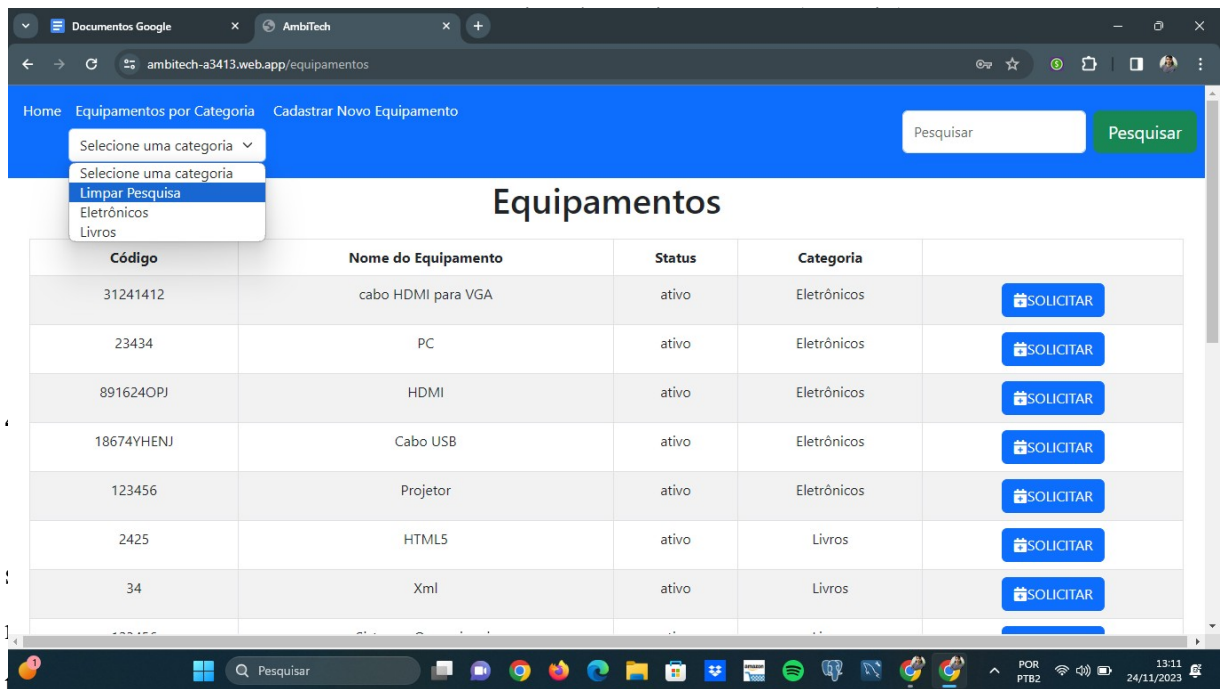 Documentos Google
AmbiTech
ambitech-a3413.web.app/equipamentos
Home Equipamentos por Categoria Cadastrar Novo Equipamento
Pesquisar Pesquisar
Selecione uma categoria
Selecione uma categoria
Limpar Pesquisa
Eletrônicos
Livros
Equipamentos
Código Nome do Equipamento Status Categoria
31241412 cabo HDMI para VGA ativo Eletrônicos SOLICITAR
23434 PC ativo Eletrônicos SOLICITAR
891624OPJ HDMI ativo Eletrônicos SOLICITAR
18674YHENJ Cabo USB ativo Eletrônicos SOLICITAR
123456 Projetor ativo Eletrônicos SOLICITAR
2425 HTML5 ativo Livros SOLICITAR
34 Xml ativo Livros SOLICITAR
1 Pesquisar amazon POR 13:11
PTB2 24/11/2023